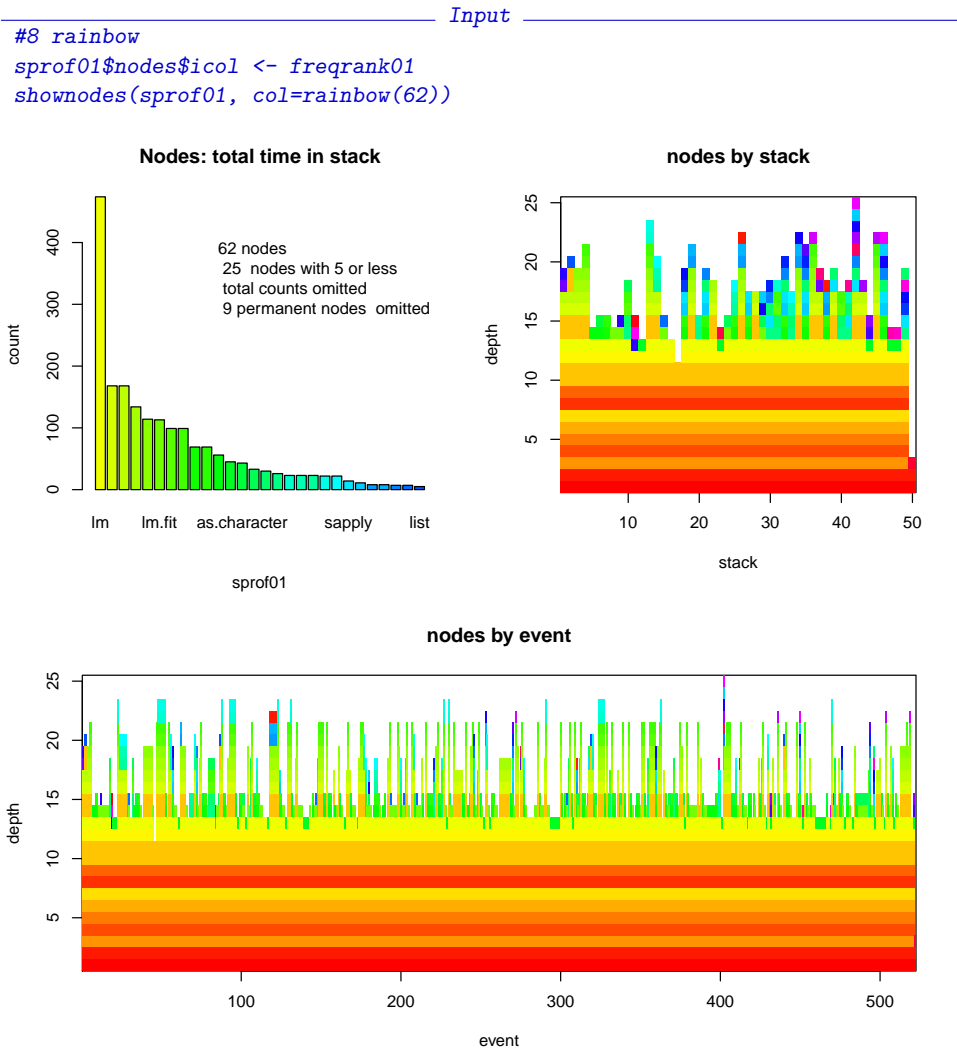 Input
#8 rainbow
sprof01$nodes$icol <- freqrank01
shownodes(sprof01, col=rainbow(62))
Nodes: total time in stack
count
0 100 200 300 400
62 nodes
25 nodes with 5 or less
total counts omitted
9 permanent nodes omitted
lm lm.fit as.character sapply list
sprof01
nodes by stack
depth
5 10 15 20 25
10 20 30 40 50
stack
nodes by event
depth
5 10 15 20 25
100 200 300 400 500
event